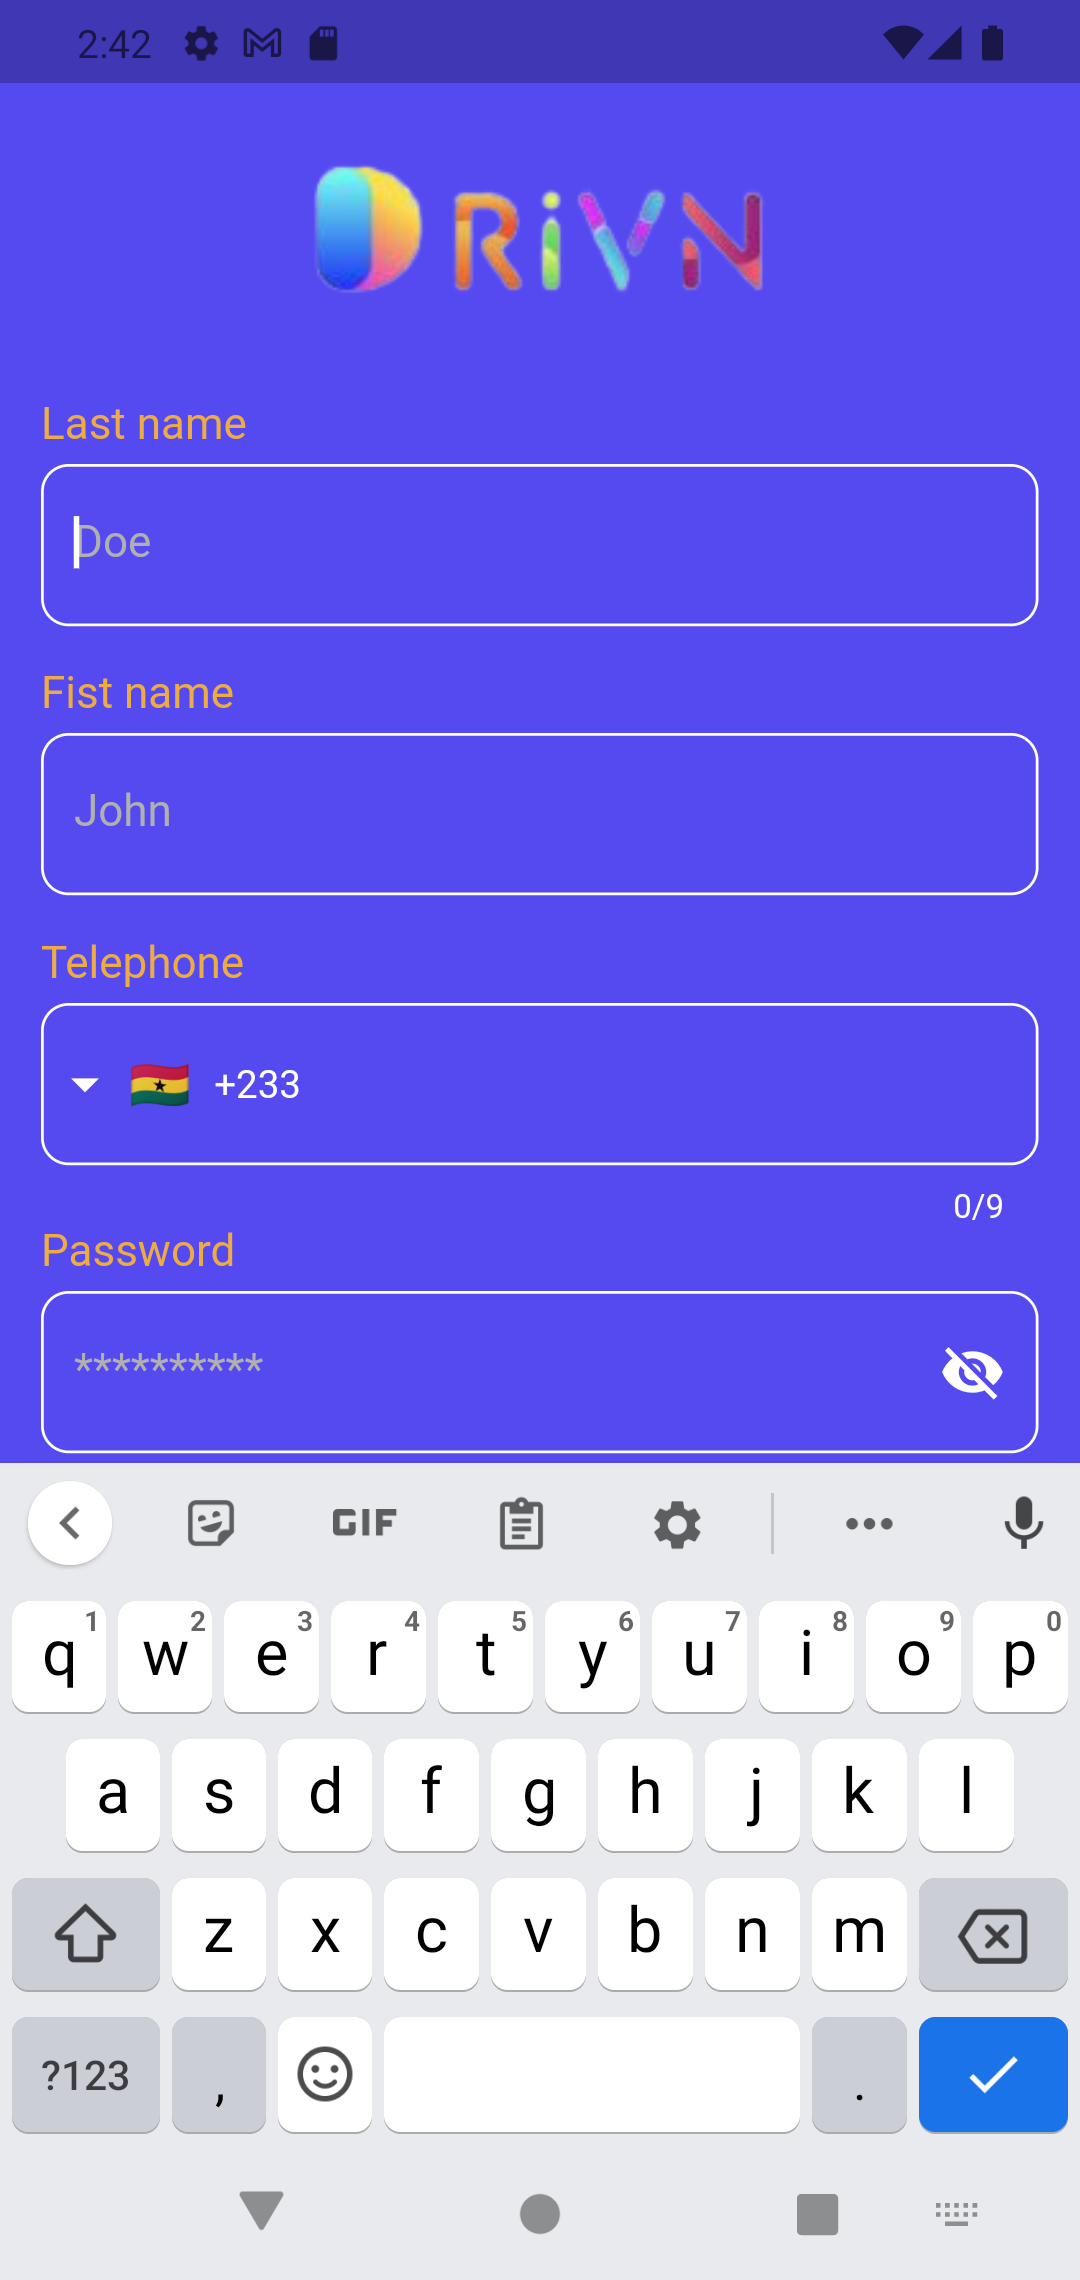 2:42
DRiVN
Last name
Doe
Fist name
John
Telephone
+233
0/9
Password
**********
GIF
q 1 w 2 e 3 r 4 t 5 y 6 u 7 i 8 o 9 p 0
a s d f g h j k l
z x c v b n m
?123 , .